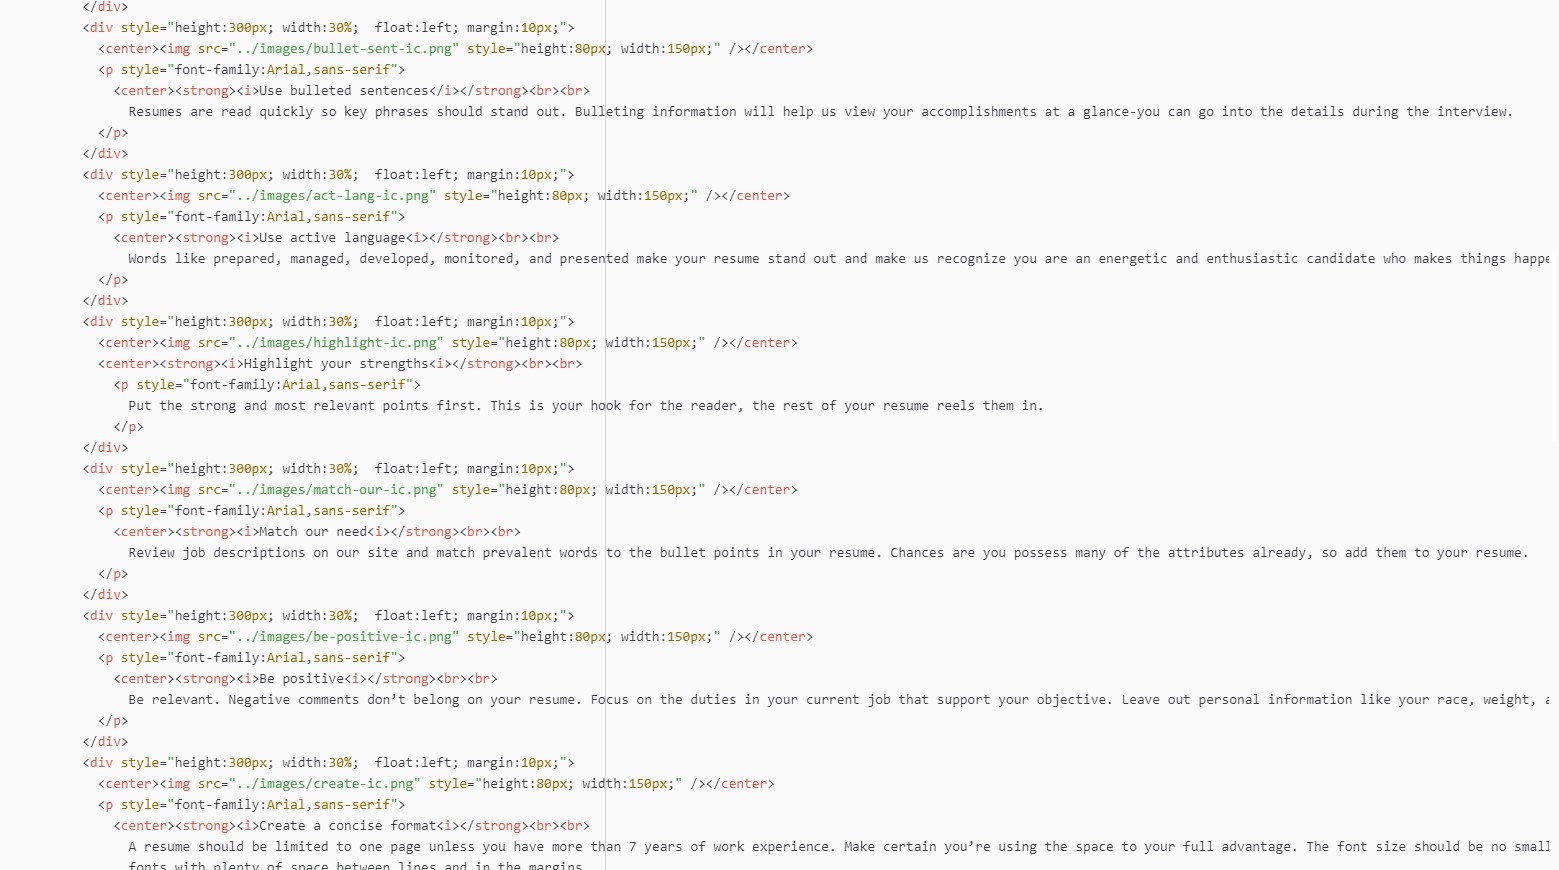 </div>
<div style="height:300px; width:30%;  float:left; margin:10px;">
<center><img src="../images/bullet-sent-ic.png" style="height:80px; width:150px;" /></center>
<p style="font-family:Arial,sans-serif">
<center><strong><i>Use bulleted sentences</i></strong><br><br>
Resumes are read quickly so key phrases should stand out. Bulleting information will help us view your accomplishments at a glance-you can go into the details during the interview.
</p>
</div>
<div style="height:300px; width:30%;  float:left; margin:10px;">
<center><img src="../images/act-lang-ic.png" style="height:80px; width:150px;" /></center>
<p style="font-family:Arial,sans-serif">
<center><strong><i>Use active language<i></strong><br><br>
Words like prepared, managed, developed, monitored, and presented make your resume stand out and make us recognize you are an energetic and enthusiastic candidate who makes things happe
</p>
</div>
<div style="height:300px; width:30%;  float:left; margin:10px;">
<center><img src="../images/highlight-ic.png" style="height:80px; width:150px;" /></center>
<center><strong><i>Highlight your strengths<i></strong><br><br>
<p style="font-family:Arial,sans-serif">
Put the strong and most relevant points first. This is your hook for the reader, the rest of your resume reels them in.
</p>
</div>
<div style="height:300px; width:30%;  float:left; margin:10px;">
<center><img src="../images/match-our-ic.png" style="height:80px; width:150px;" /></center>
<p style="font-family:Arial,sans-serif">
<center><strong><i>Match our need<i></strong><br><br>
Review job descriptions on our site and match prevalent words to the bullet points in your resume. Chances are you possess many of the attributes already, so add them to your resume.
</p>
</div>
<div style="height:300px; width:30%;  float:left; margin:10px;">
<center><img src="../images/be-positive-ic.png" style="height:80px; width:150px;" /></center>
<p style="font-family:Arial,sans-serif">
<center><strong><i>Be positive<i></strong><br><br>
Be relevant. Negative comments don’t belong on your resume. Focus on the duties in your current job that support your objective. Leave out personal information like your race, weight, a
</p>
</div>
<div style="height:300px; width:30%;  float:left; margin:10px;">
<center><img src="../images/create-ic.png" style="height:80px; width:150px;" /></center>
<p style="font-family:Arial,sans-serif">
<center><strong><i>Create a concise format<i></strong><br><br>
A resume should be limited to one page unless you have more than 7 years of work experience. Make certain you’re using the space to your full advantage. The font size should be no small
fonts with plenty of space between lines and in the margins.